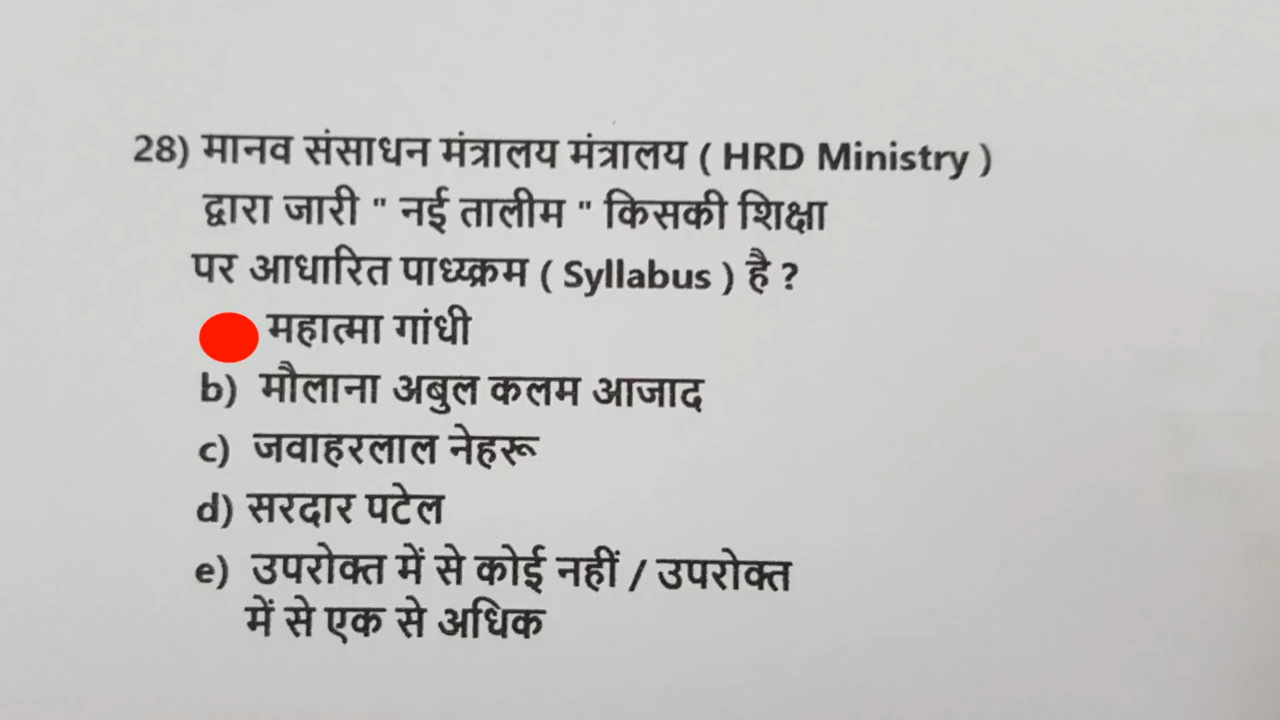 28) मानव संसाधन मंत्रालय मंत्रालय ( HRD Ministry )
द्वारा जारी " नई तालीम " किसकी शिक्षा
पर आधारित पाध्य्क्रम ( Syllabus ) है ?
महात्मा गांधी
b) मौलाना अबुल कलम आजाद
c) जवाहरलाल नेहरू
d) सरदार पटेल
e) उपरोक्त में से कोई नहीं / उपरोक्त
में से एक से अधिक